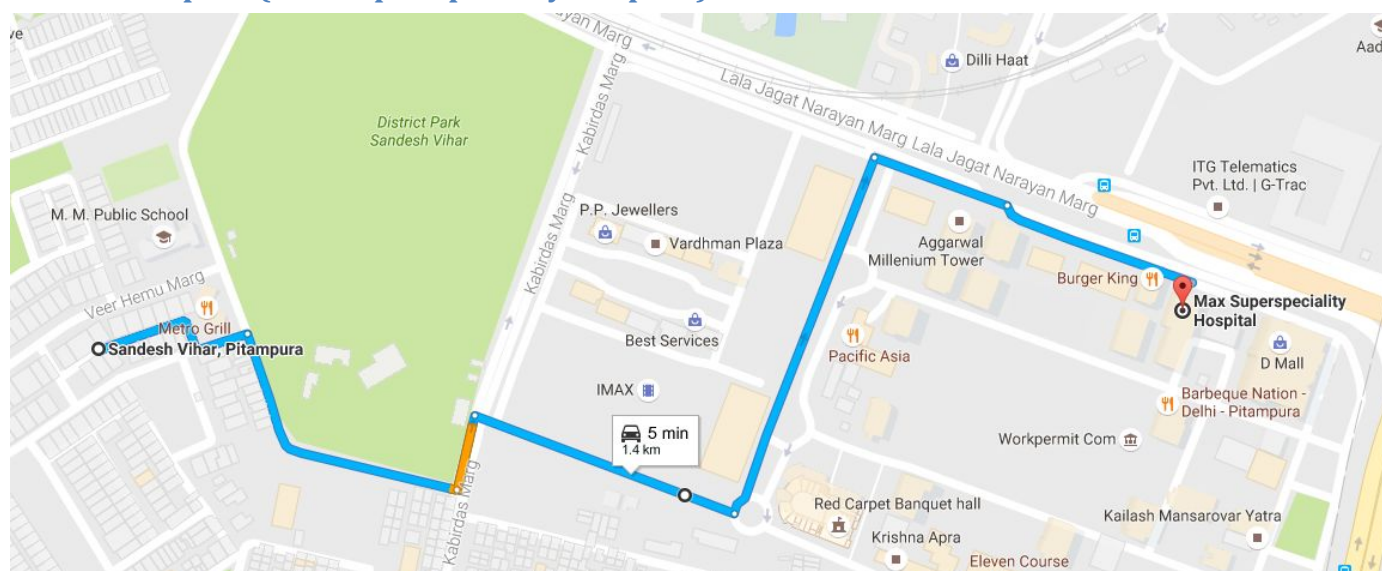 Marg
Dilli Haat
Aad
Kabirdas Marg
Lala Jagat Narayan Marg
Lala Jagat Narayan Marg
District Park
Sandesh Vihar
ITG Telematics
Pvt. Ltd. | G-Trac
M. M. Public School
P.P. Jewellers
Kabirdas Marg
Vardhman Plaza
Aggarwal
Millenium Tower
Veer Hemu Marg
Burger King
Max Superspeciality
Hospital
Metro Grill
Sandesh Vihar, Pitampura
Best Services
Pacific Asia
D Mall
IMAX
Barbeque Nation -
Delhi - Pitampura
5 min
1.4 km
Workpermit Com
Kabirdas Marg
Red Carpet Banquet hall
Kailash Mansarovar Yatra
Krishna Apra
Eleven Course